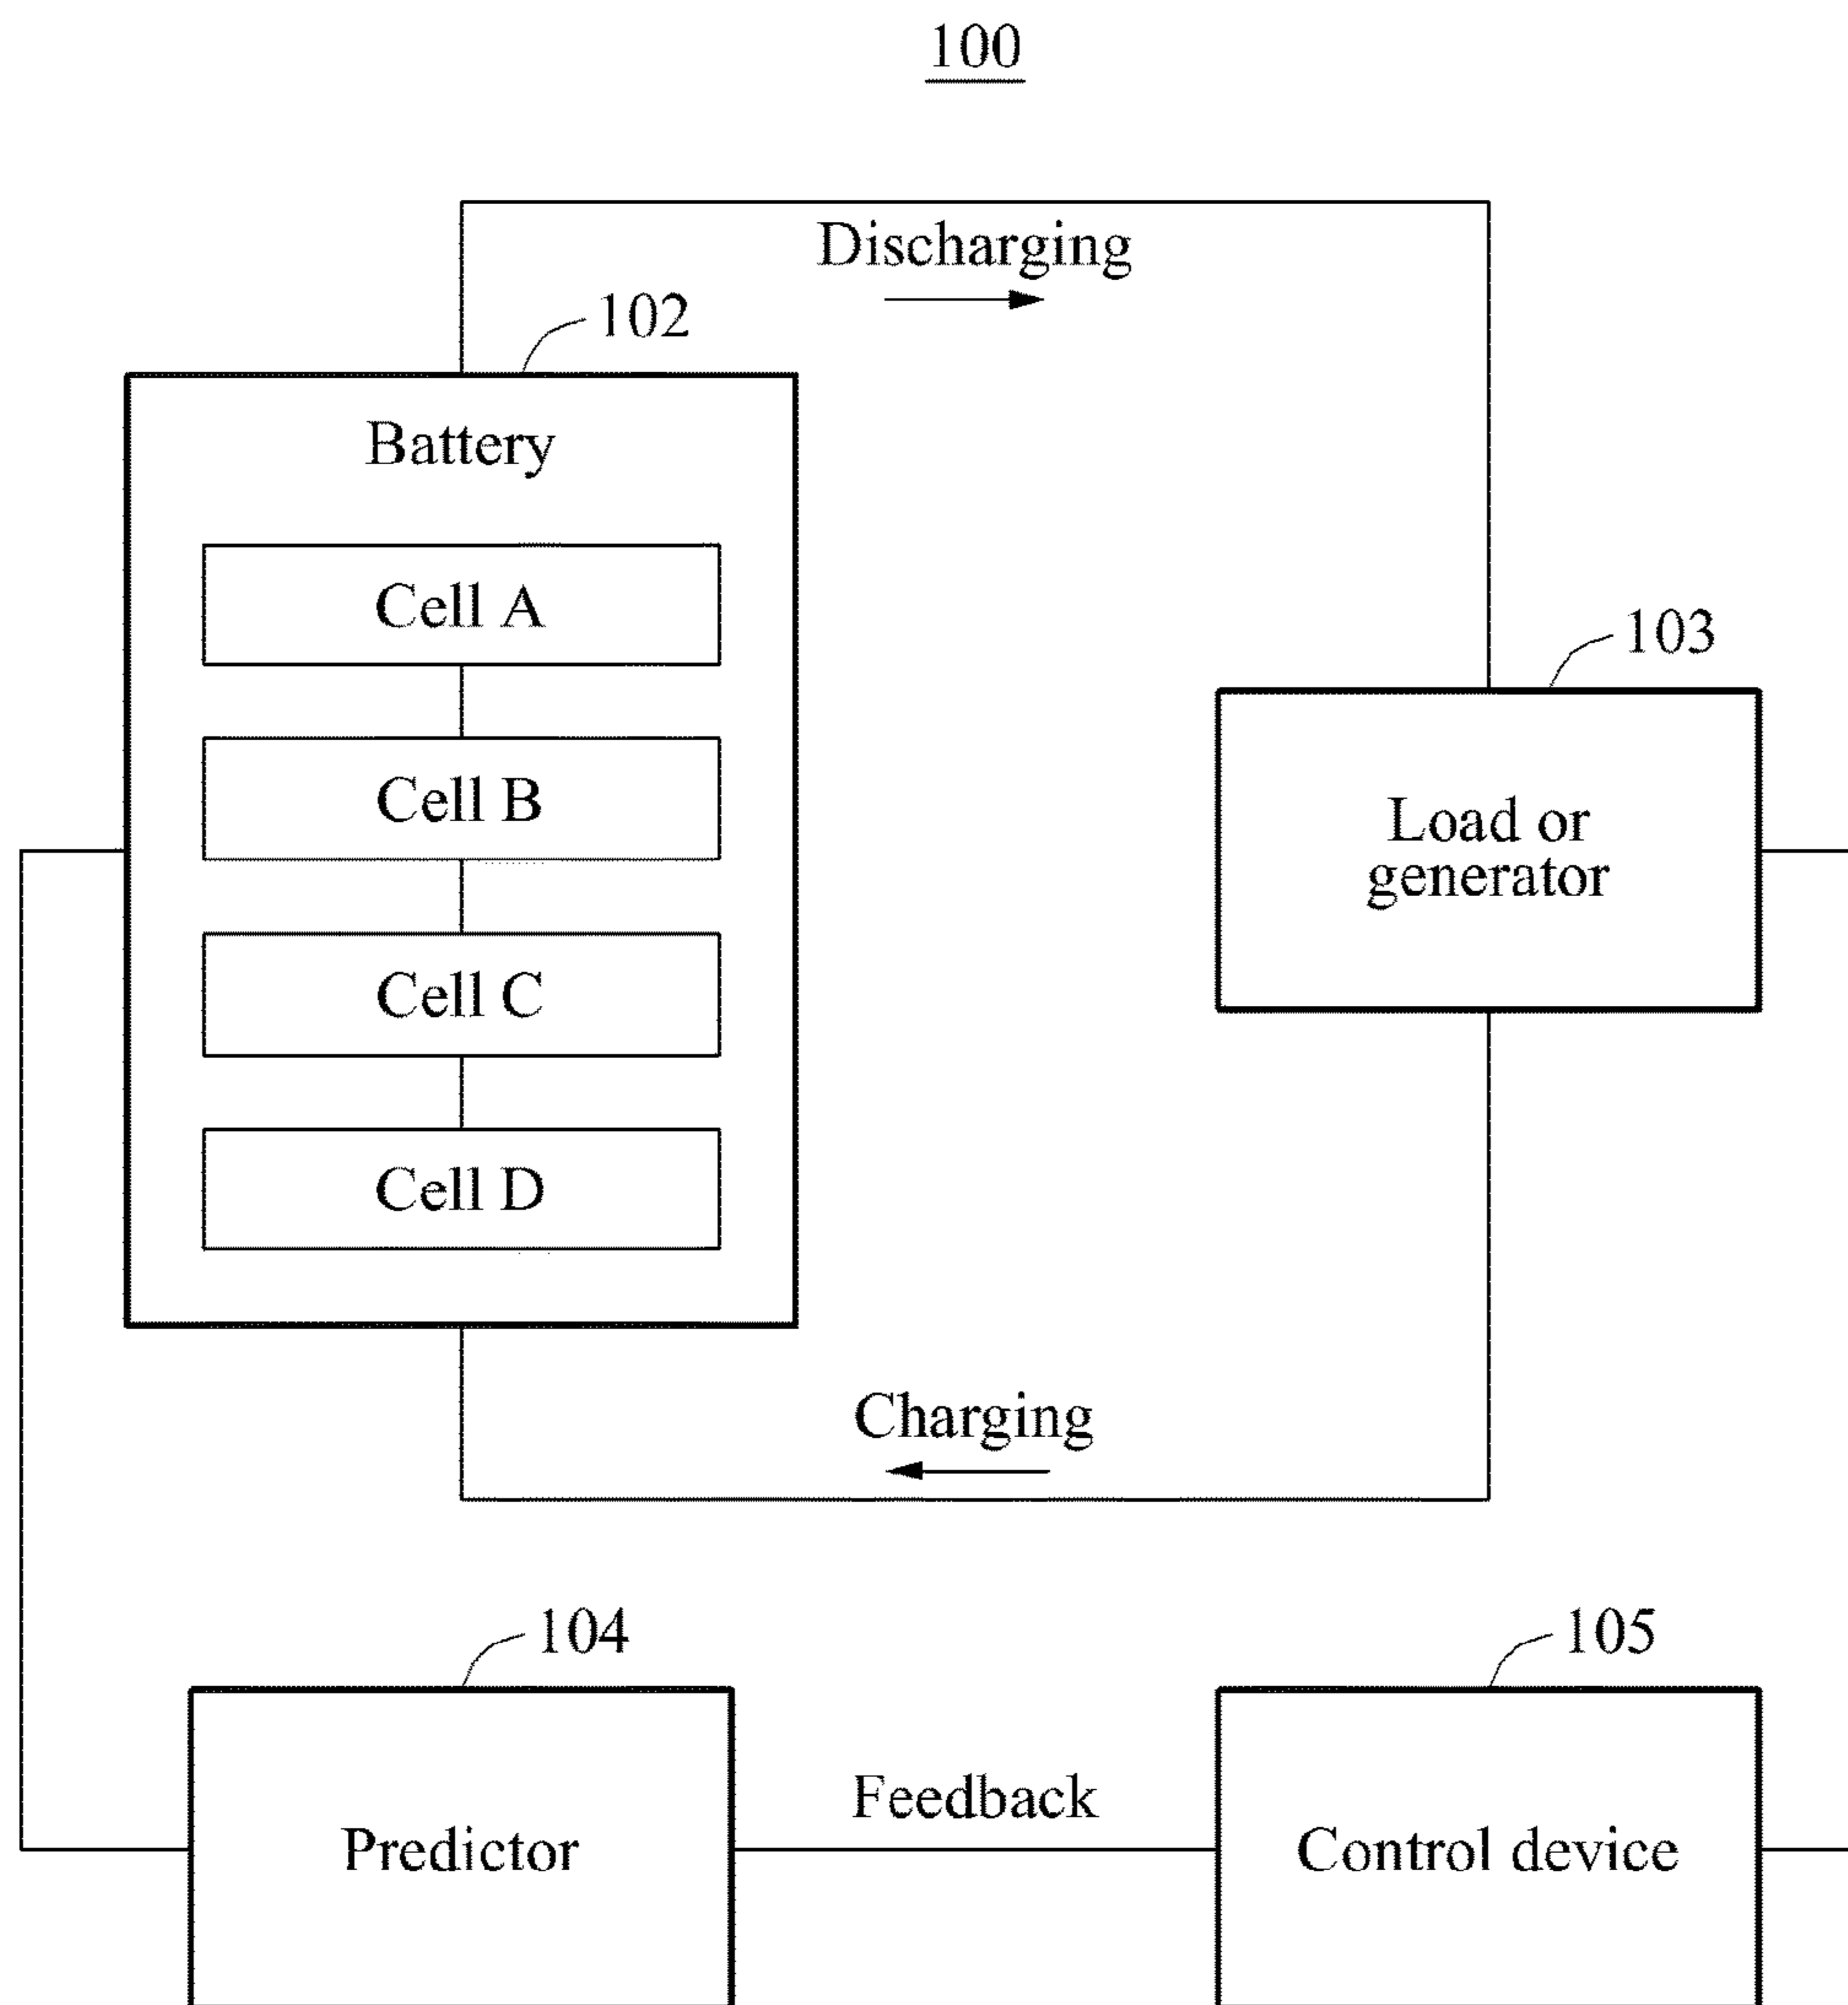 100
Discharging
102
Battery
Cell A
Cell B
Cell C
Cell D
103
Load or
generator
Charging
104
Predictor
Feedback
105
Control device